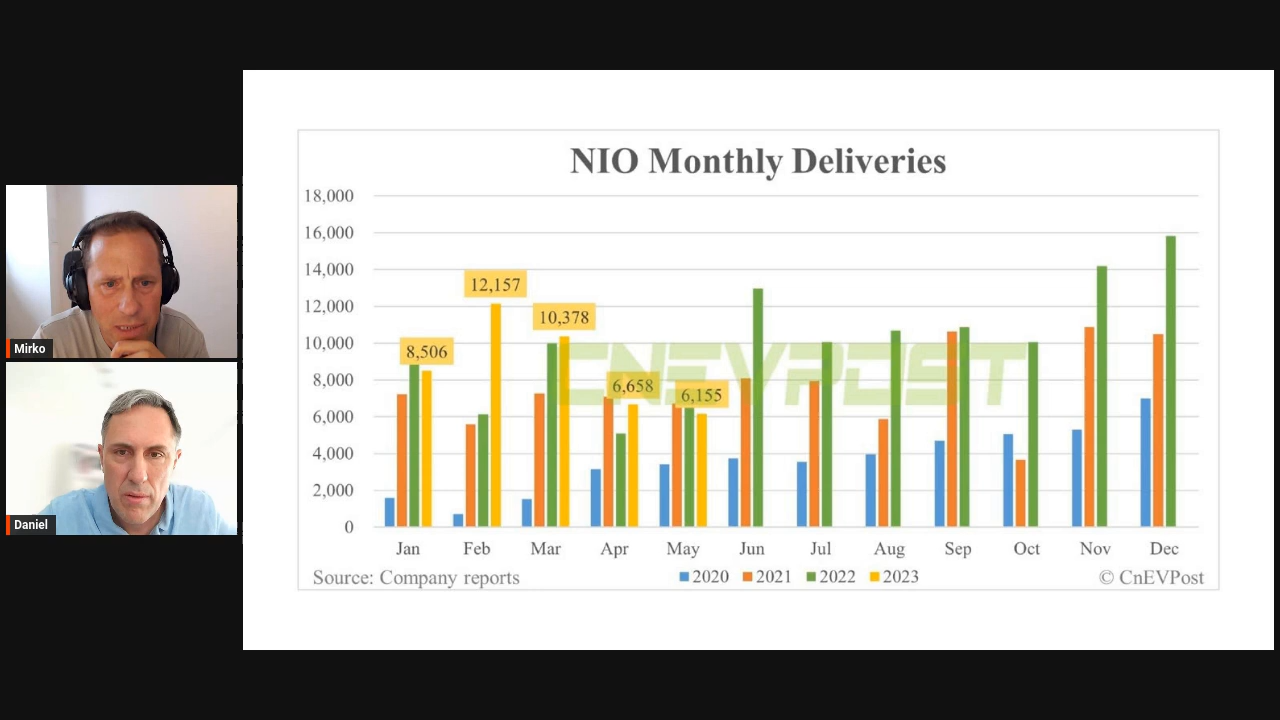 NIO Monthly Deliveries
18,000
16,000
14,000
12,000
10,000
8,000
6,000
4,000
2,000
0
8,506
12,157
10,378
6,658
6,155
CNEVPOST
Jan Feb Mar Apr May Jun Jul Aug Sep Oct Nov Dec
2020 2021 2022 2023
Source: Company reports
© CnEVPost
Mirko
Daniel